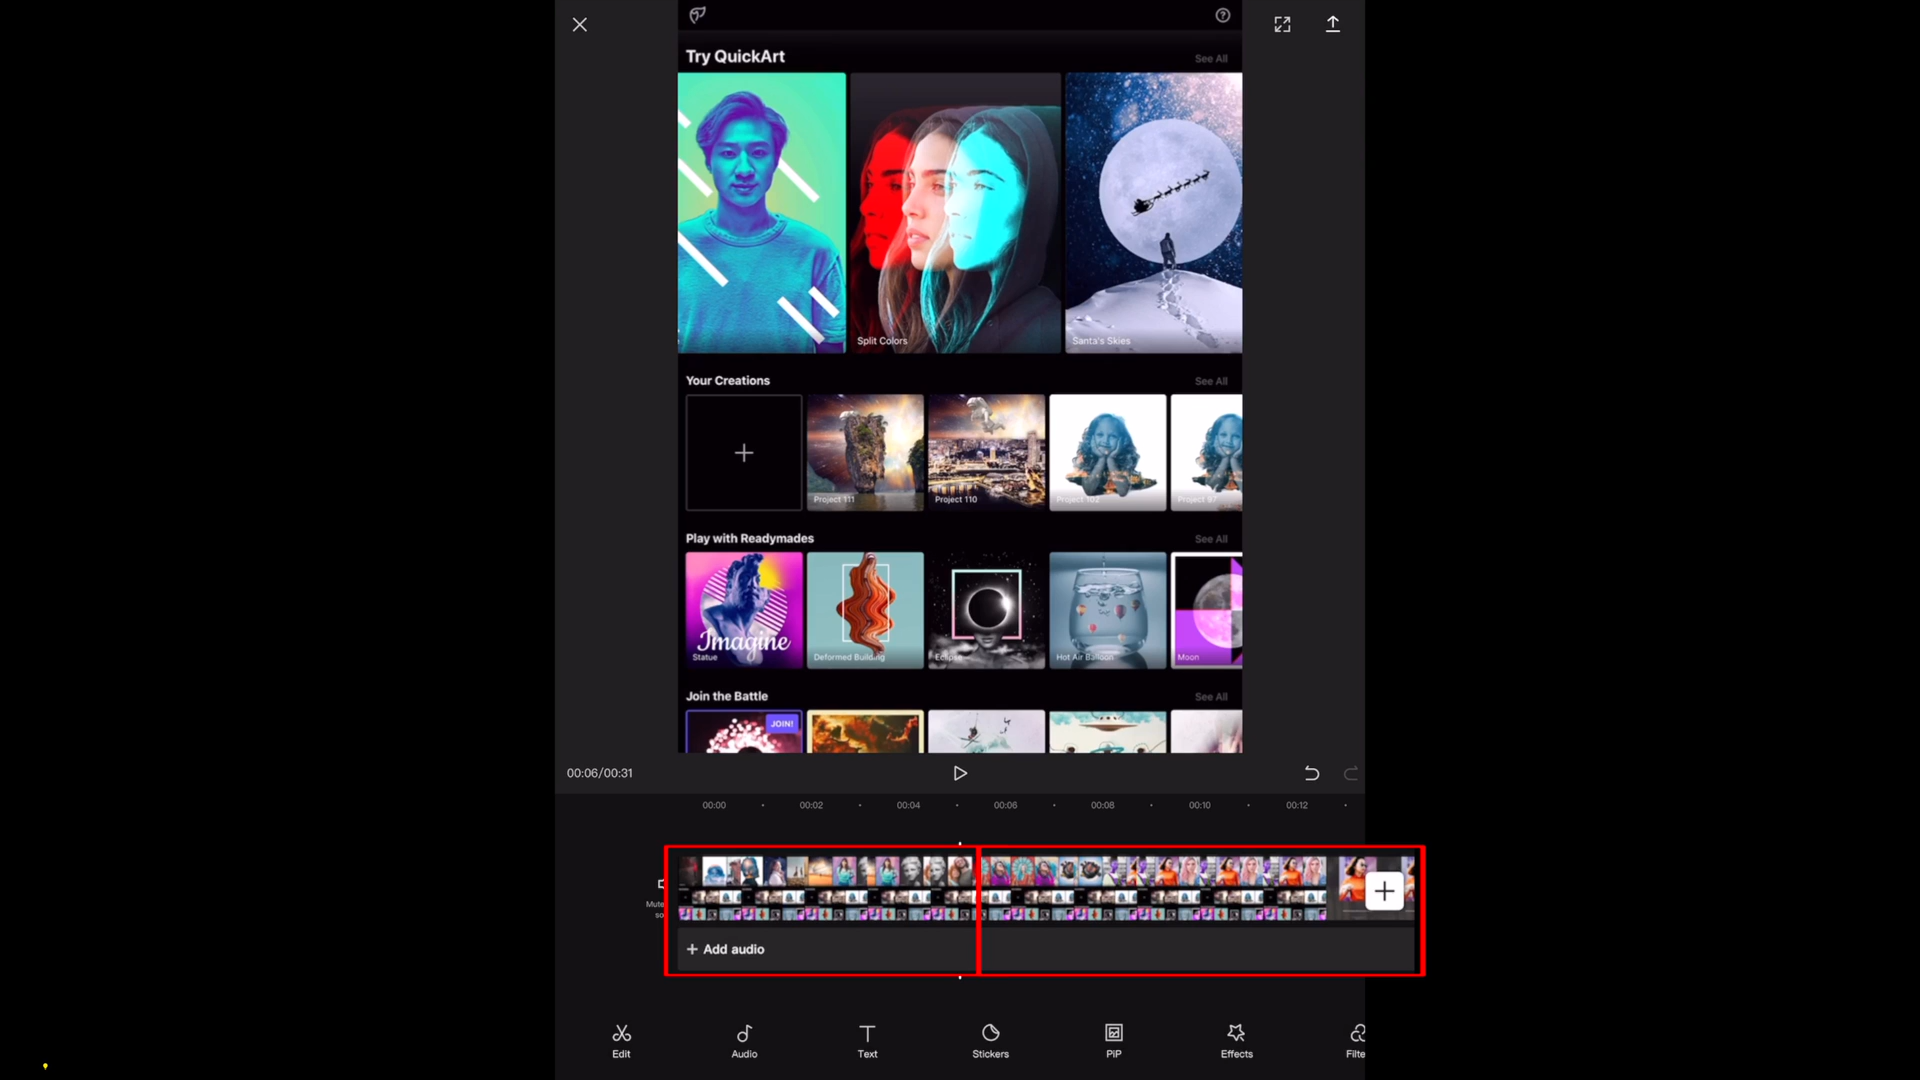 Try QuickArt
See All
Split Colors
Santa's Skies
Your Creations
See All
Project 111
Project 110
Project 102
Project 97
Play with Readymades
See All
Imagine
Statue
Deformed Building
Eclipse
Hot Air Balloon
Moon
Join the Battle
See All
JOIN!
00:06/00:31
00:00
00:02
00:04
00:06
00:08
00:10
00:12
Mute
so
+ Add audio
Edit
Audio
Text
Stickers
PIP
Effects
Filte